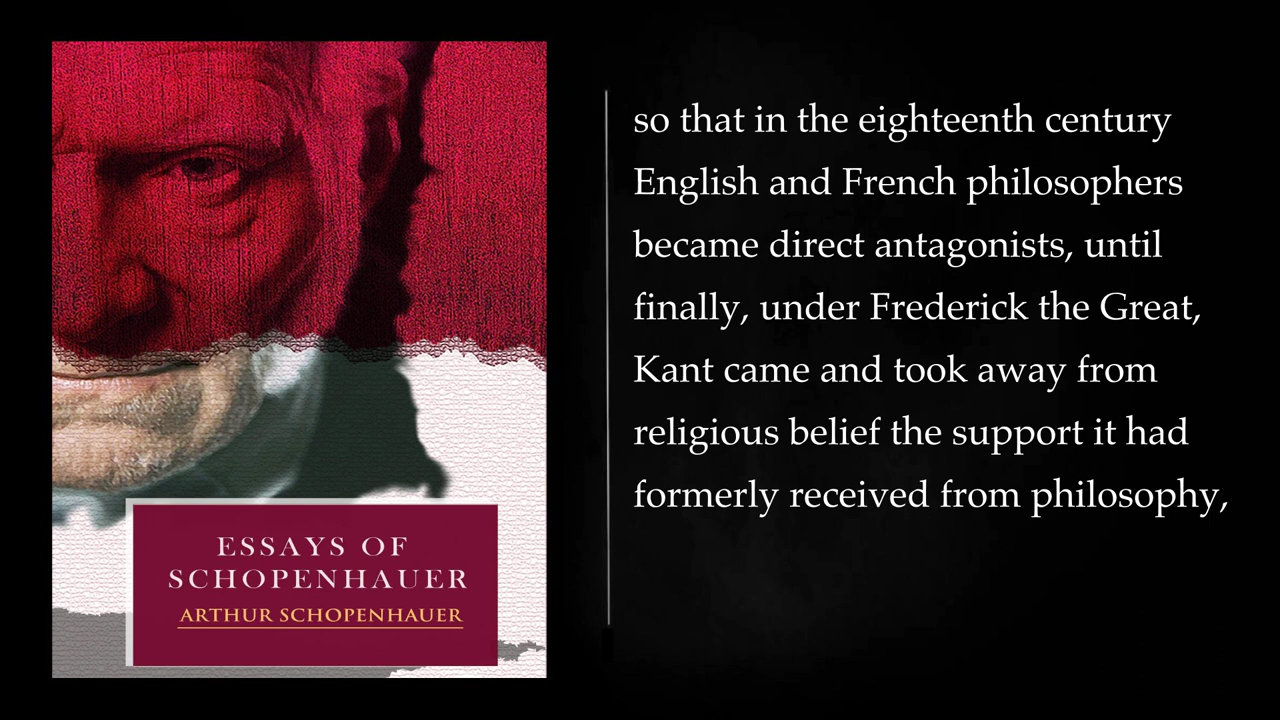 ESSAYS OF
SCHOPENHAUER
ARTHUR SCHOPENHAUER
so that in the eighteenth century
English and French philosophers
became direct antagonists, until
finally, under Frederick the Great,
Kant came and took away from
religious belief the support it had
formerly received from philosophy,